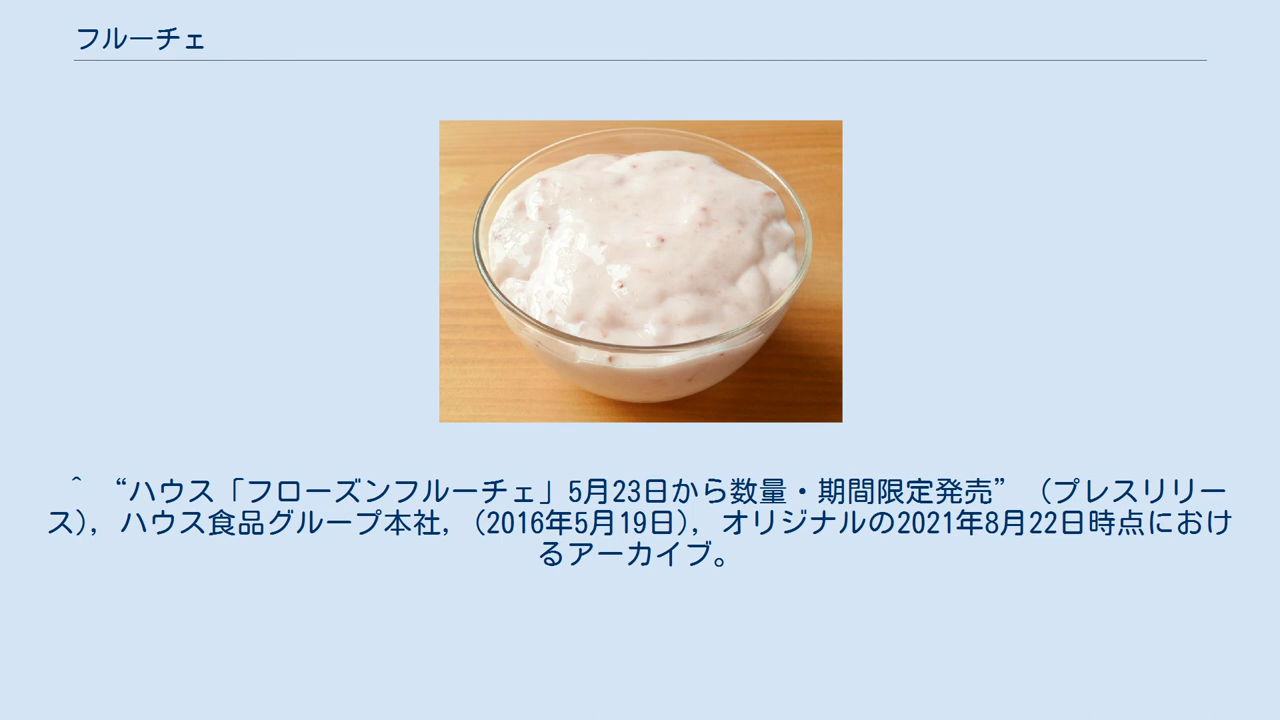 フルーチェ
^ “ハウス「フローズンフルーチェ」5月23日から数量・期間限定発売” (プレスリリー
ス), ハウス食品グループ本社, (2016年5月19日), オリジナルの2021年8月22日時点におけ
るアーカイブ。